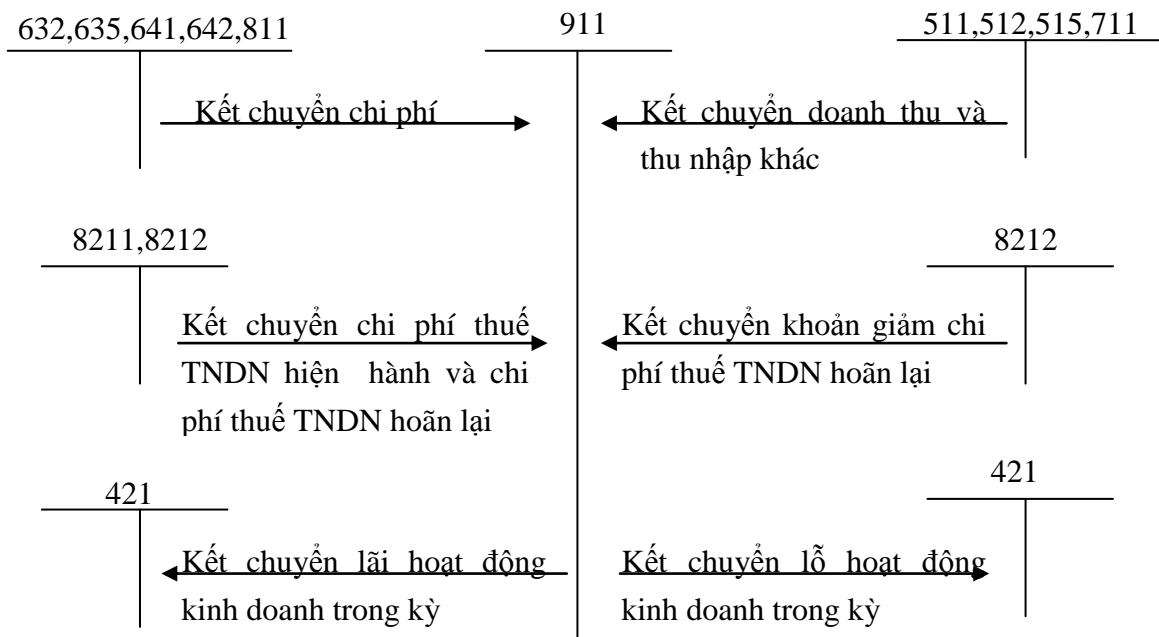 632,635,641,642,811
911
511,512,515,711
Kết chuyển chi phí
Kết chuyển doanh thu và
thu nhập khác
8211,8212
8212
Kết chuyển chi phí thuế
TNDN hiện hành và chi
phí thuế TNDN hoãn lại
Kết chuyển khoản giảm chi
phí thuế TNDN hoãn lại
421
421
Kết chuyển lãi hoạt động
kinh doanh trong kỳ
Kết chuyển lỗ hoạt động
kinh doanh trong kỳ